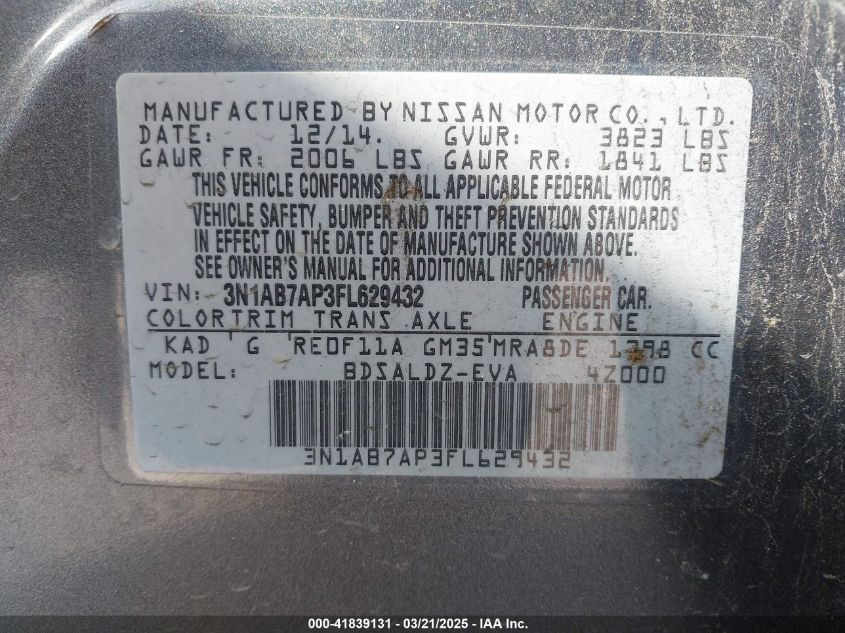 MANUFACTURED BY NISSAN MOTOR CO., LTD.
DATE: 12/14. GVWR: 3823 LBS
GAWR FR: 2006 LBS GAWR RR: 1841 LBS
THIS VEHICLE CONFORMS TO ALL APPLICABLE FEDERAL MOTOR
VEHICLE SAFETY, BUMPER AND THEFT PREVENTION STANDARDS
IN EFFECT ON THE DATE OF MANUFACTURE SHOWN ABOVE.
SEE OWNER'S MANUAL FOR ADDITIONAL INFORMATION.
VIN: 3N1AB7AP3FL629432 PASSENGER CAR.
COLOR TRIM TRANS AXLE ENGINE
KAD G RE0F11A GM35 MRA8DE 1798 CC
MODEL: BDSALDZ-EVA 4Z000
3N1AB7AP3FL629432
000-41839131 — 03/21/2025 — © IAA, Inc.